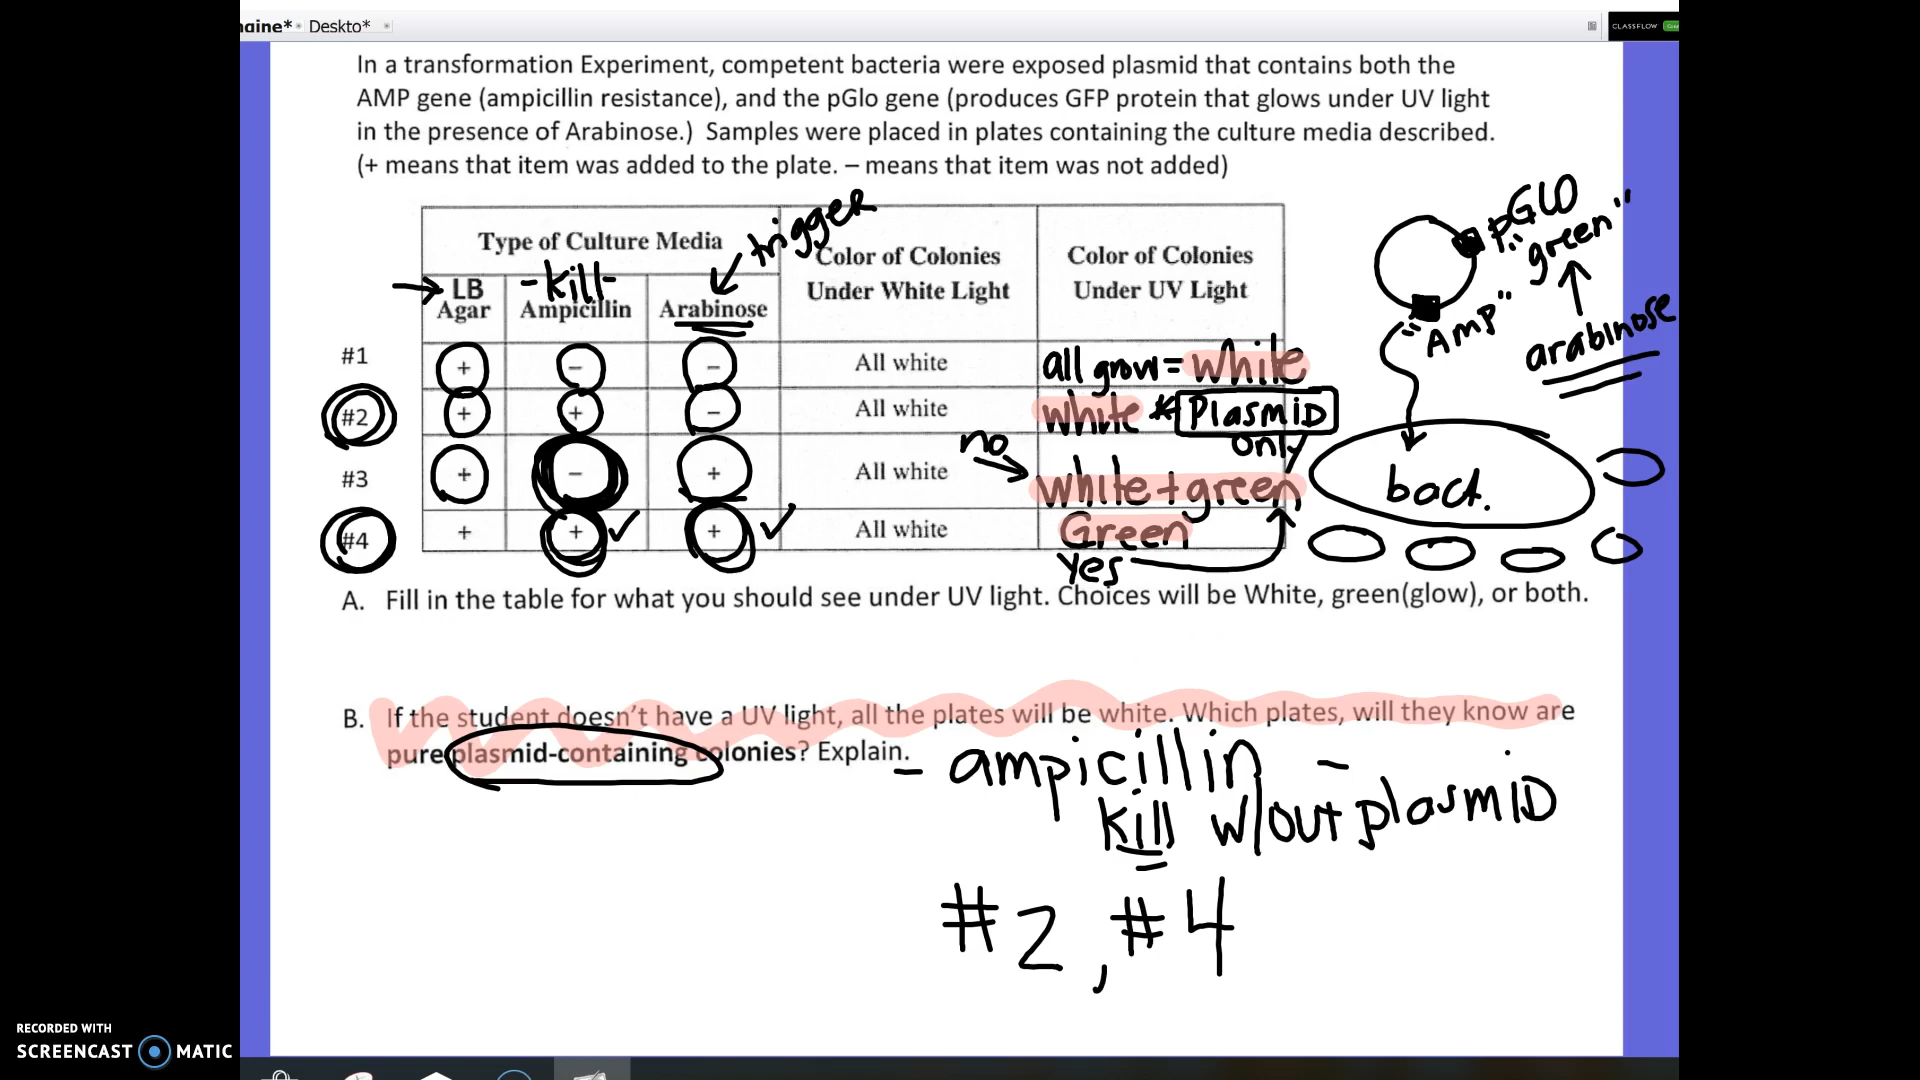 naine* Deskto*
CLASSFLOW
In a transformation Experiment, competent bacteria were exposed plasmid that contains both the
AMP gene (ampicillin resistance), and the pGlo gene (produces GFP protein that glows under UV light
in the presence of Arabinose.) Samples were placed in plates containing the culture media described.
(+ means that item was added to the plate. – means that item was not added)
Type of Culture Media
trigger
Color of Colonies
Under White Light
Color of Colonies
Under UV Light
LB
Agar
-kill-
Ampicillin
Arabinose
#1 + – – All white all grow = white
#2 + + – All white white * Plasmid
only
no
#3 + – + All white white + green
#4 + + + All white Green
yes
pGLO
"green"
"Amp"
arabinose
bact.
A. Fill in the table for what you should see under UV light. Choices will be White, green(glow), or both.
B. If the student doesn't have a UV light, all the plates will be white. Which plates, will they know are
pure plasmid-containing colonies? Explain.
- ampicillin -
kill w/out plasmid
#2, #4
RECORDED WITH
SCREENCAST MATIC